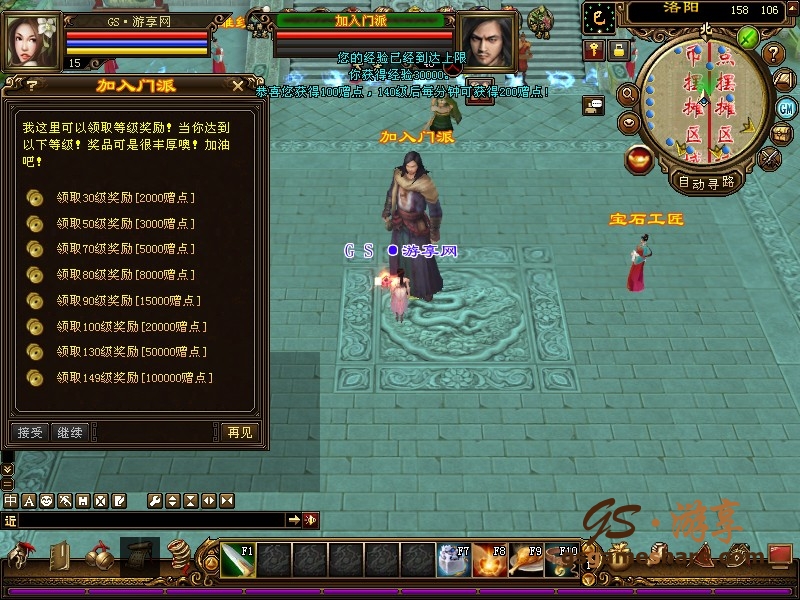 GS·游享网
15
加入门派
您的经验已经到达上限
你获得经验30000。
恭喜您获得100赠点，140级后每分钟可获得200赠点！
洛阳
158 106
北
GM
自动寻路
加入门派
我这里可以领取等级奖励！当你达到
以下等级！奖品可是很丰厚噢！加油
吧！
领取30级奖励[2000赠点]
领取50级奖励[3000赠点]
领取70级奖励[5000赠点]
领取80级奖励[8000赠点]
领取90级奖励[15000赠点]
领取100级奖励[20000赠点]
领取130级奖励[50000赠点]
领取149级奖励[100000赠点]
接受
继续
再见
加入门派
GS●游享网
宝石工匠
中
A
近
F1
F7
F8
F9
F10
GS·游享